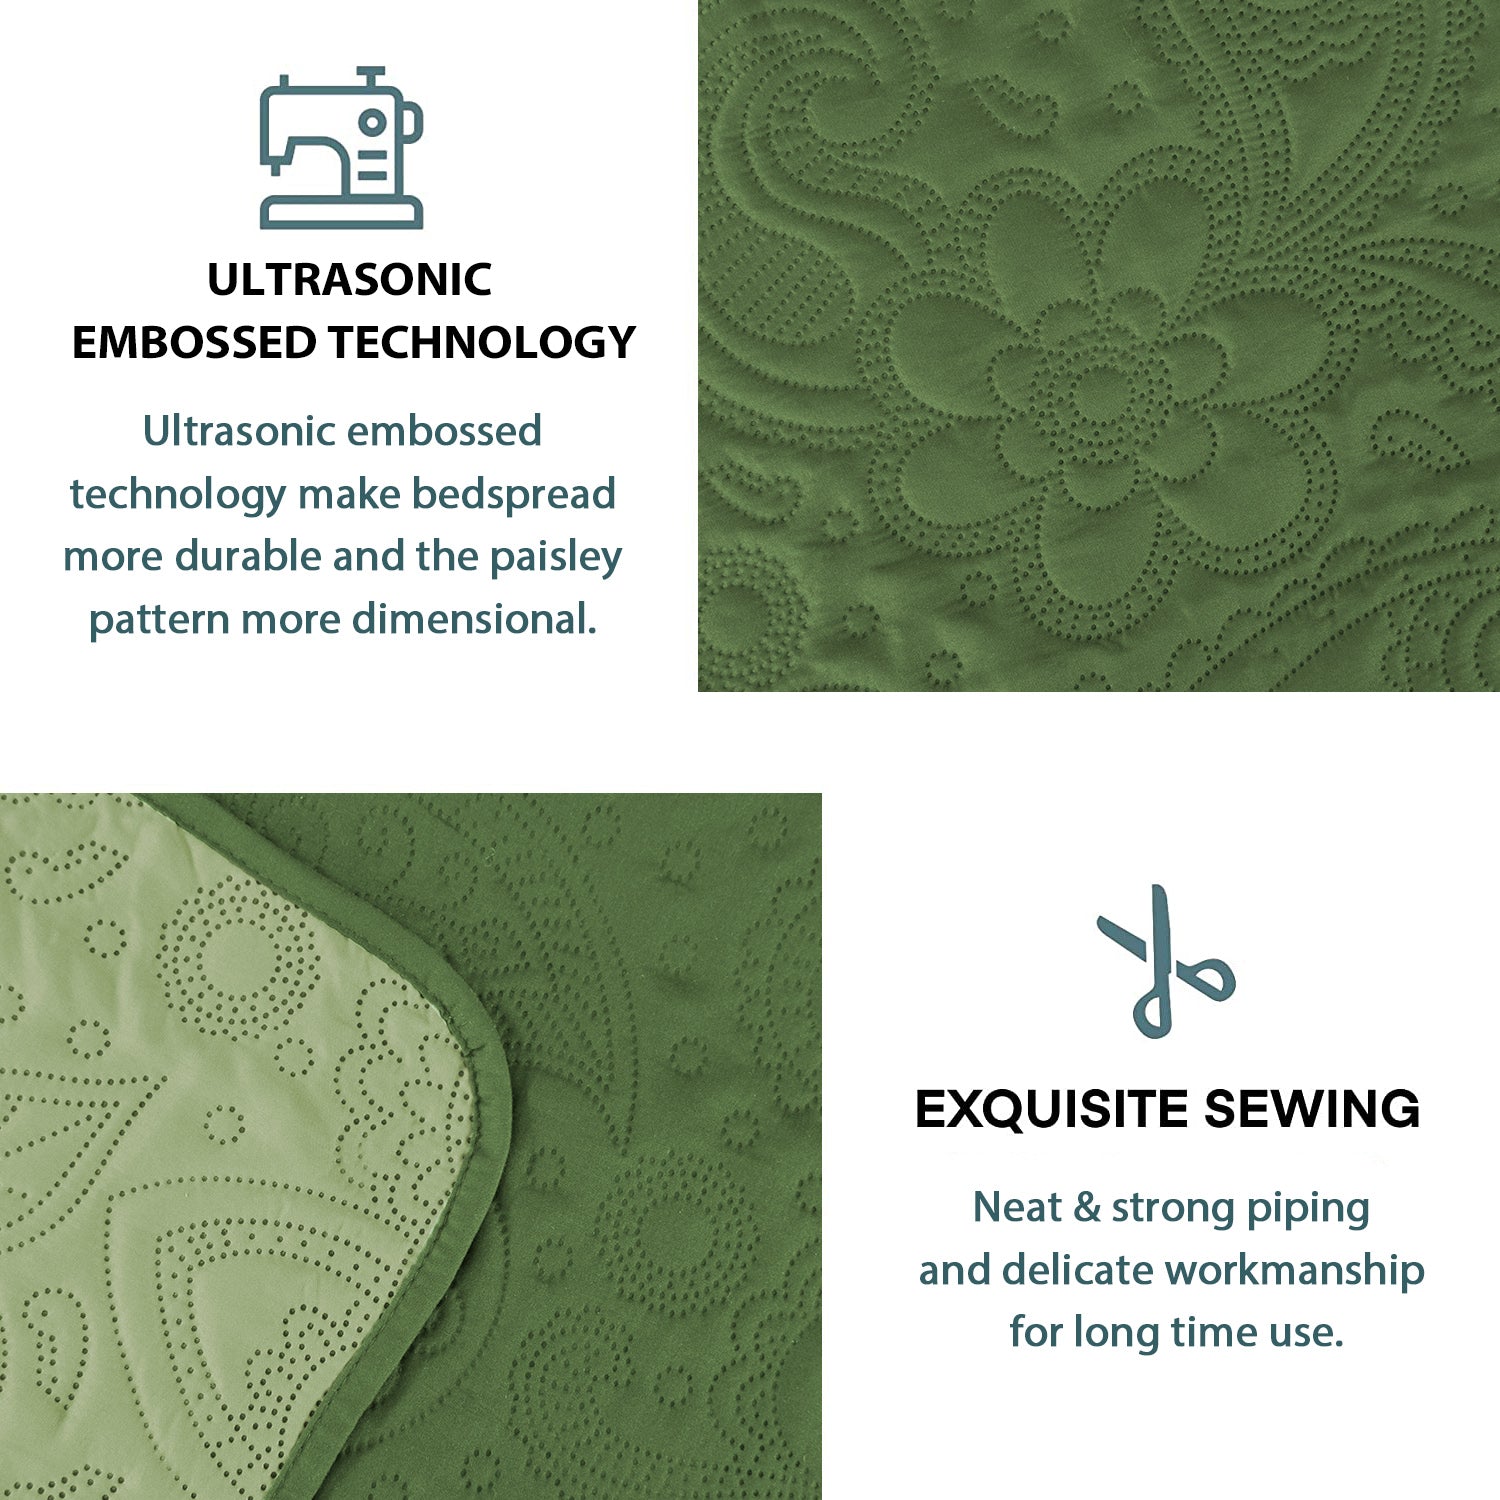 ULTRASONIC
EMBOSSED TECHNOLOGY
Ultrasonic embossed
technology make bedspread
more durable and the paisley
pattern more dimensional.
EXQUISITE SEWING
Neat & strong piping
and delicate workmanship
for long time use.